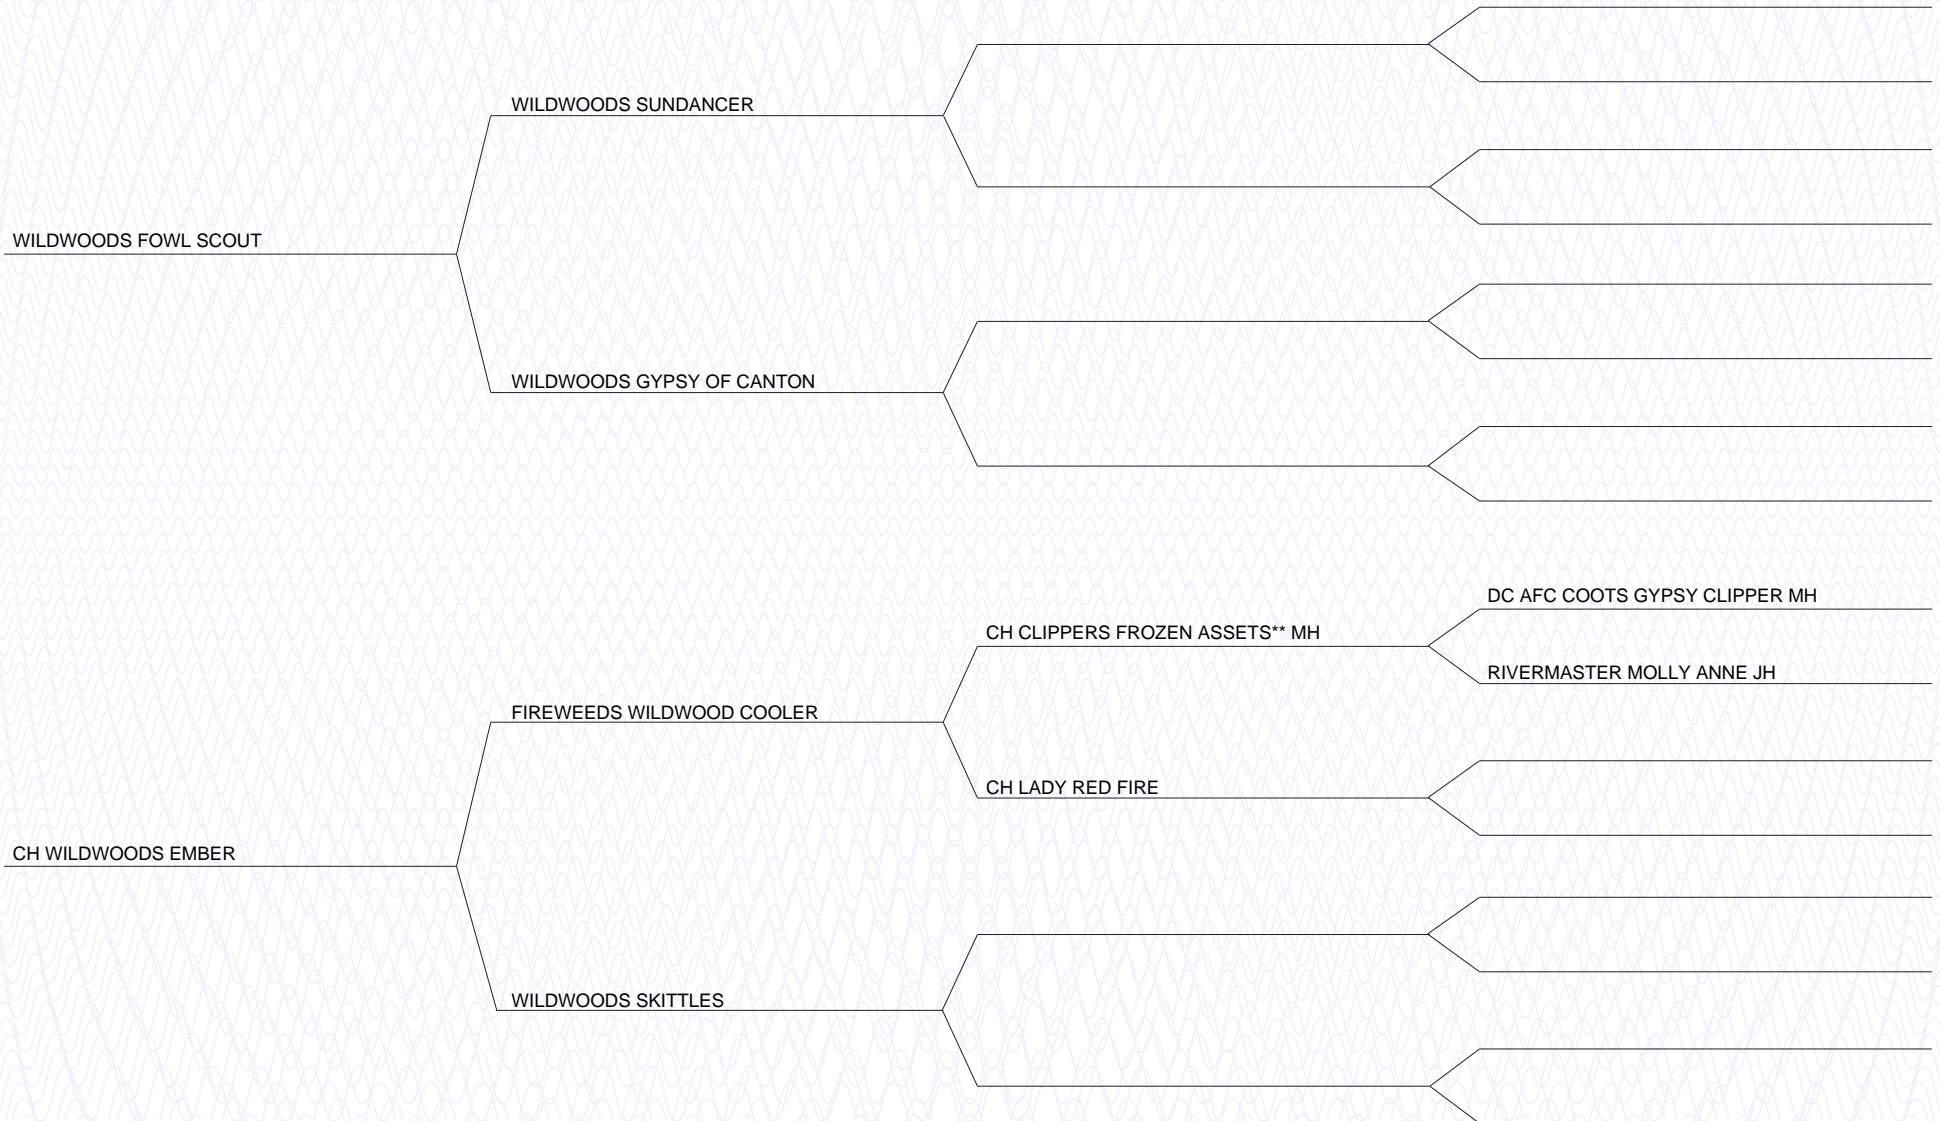 WILDWOODS SUNDANCER
WILDWOODS FOWL SCOUT
WILDWOODS GYPSY OF CANTON
DC AFC COOTS GYPSY CLIPPER MH
CH CLIPPERS FROZEN ASSETS** MH
RIVERMASTER MOLLY ANNE JH
FIREWEEDS WILDWOOD COOLER
CH LADY RED FIRE
CH WILDWOODS EMBER
WILDWOODS SKITTLES